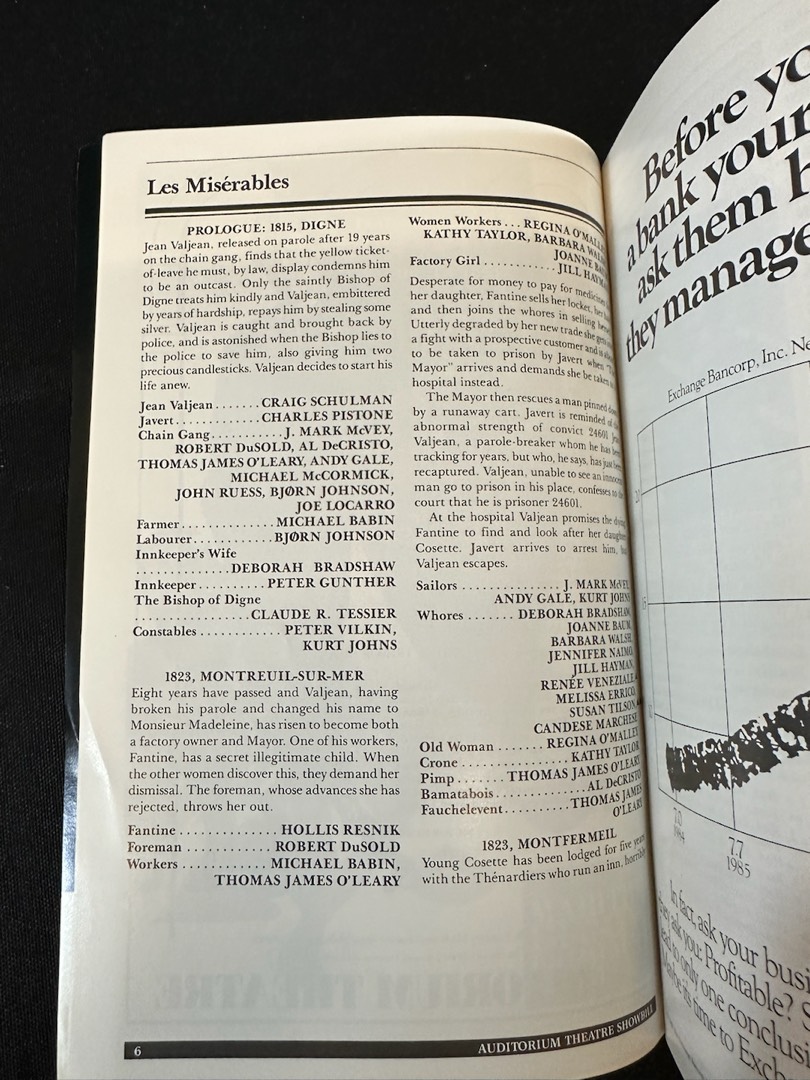 Les Misérables
PROLOGUE: 1815, DIGNE
Jean Valjean, released on parole after 19 years
on the chain gang, finds that the yellow ticket-
of-leave he must, by law, display condemns him
to be an outcast. Only the saintly Bishop of
Digne treats him kindly and Valjean, embittered
by years of hardship, repays him by stealing some
silver. Valjean is caught and brought back by
police, and is astonished when the Bishop lies to
the police to save him, also giving him two
precious candlesticks. Valjean decides to start his
life anew.
Jean Valjean.......CRAIG SCHULMAN
Javert............CHARLES PISTONE
Chain Gang...........J. MARK McVEY,
ROBERT DuSOLD, AL DeCRISTO,
THOMAS JAMES O'LEARY, ANDY GALE,
MICHAEL McCORMICK,
JOHN RUESS, BJØRN JOHNSON,
JOE LOCARRO
Farmer..............MICHAEL BABIN
Labourer............BJØRN JOHNSON
Innkeeper's Wife
..............DEBORAH BRADSHAW
Innkeeper..........PETER GUNTHER
The Bishop of Digne
.................CLAUDE R. TESSIER
Constables............PETER VILKIN,
KURT JOHNS
1823, MONTREUIL-SUR-MER
Eight years have passed and Valjean, having
broken his parole and changed his name to
Monsieur Madeleine, has risen to become both
a factory owner and Mayor. One of his workers,
Fantine, has a secret illegitimate child. When
the other women discover this, they demand her
dismissal. The foreman, whose advances she has
rejected, throws her out.
Fantine.............HOLLIS RESNIK
Foreman............ROBERT DuSOLD
Workers............MICHAEL BABIN,
THOMAS JAMES O'LEARY
Women Workers...REGINA O'MALLEY
KATHY TAYLOR, BARBARA
JOANNE
Factory Girl............JILL HAYMAN
Desperate for money to pay for medicines
her daughter, Fantine sells her locket, her
and then joins the whores in selling
Utterly degraded by her new trade she
a fight with a prospective customer and is
to be taken to prison by Javert when
Mayor" arrives and demands she be taken
hospital instead.
The Mayor then rescues a man pinned down
by a runaway cart. Javert is reminded of
abnormal strength of convict 24601
Valjean, a parole-breaker whom he has been
tracking for years, but who, he says, has just been
recaptured. Valjean, unable to see an innocent
man go to prison in his place, confesses to the
court that he is prisoner 24601.
At the hospital Valjean promises the dying
Fantine to find and look after her daughter
Cosette. Javert arrives to arrest him,
Valjean escapes.
Sailors..............J. MARK McVEY,
ANDY GALE, KURT JOHNS
Whores.......DEBORAH BRADSHAW,
JOANNE BAUM,
BARBARA WALSH,
JENNIFER NAIMO,
JILL HAYMAN,
RENÉE VENEZIALE,
MELISSA ERRICO,
SUSAN TILSON,
CANDESE MARCHESE
Old Woman.......REGINA O'MALLEY
Crone.............KATHY TAYLOR
Pimp.......THOMAS JAMES O'LEARY
Bamatabois............AL DeCRISTO
Fauchelevent..........THOMAS JAMES
O'LEARY
1823, MONTFERMEIL
Young Cosette has been lodged for five years
with the Thénardiers who run an inn, horribly
6
AUDITORIUM THEATRE SHOWBILL
Before
a bank your
ask them
they manage
Exchange Bancorp, Inc.
7.0
1984
7.7
1985
In fact, ask your
ask you: Profitable?
to only one
time to